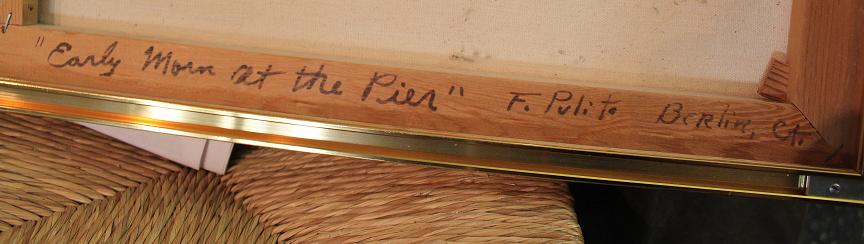 "Early Morn at the Pier" F. Pulito Berlin, Ct.